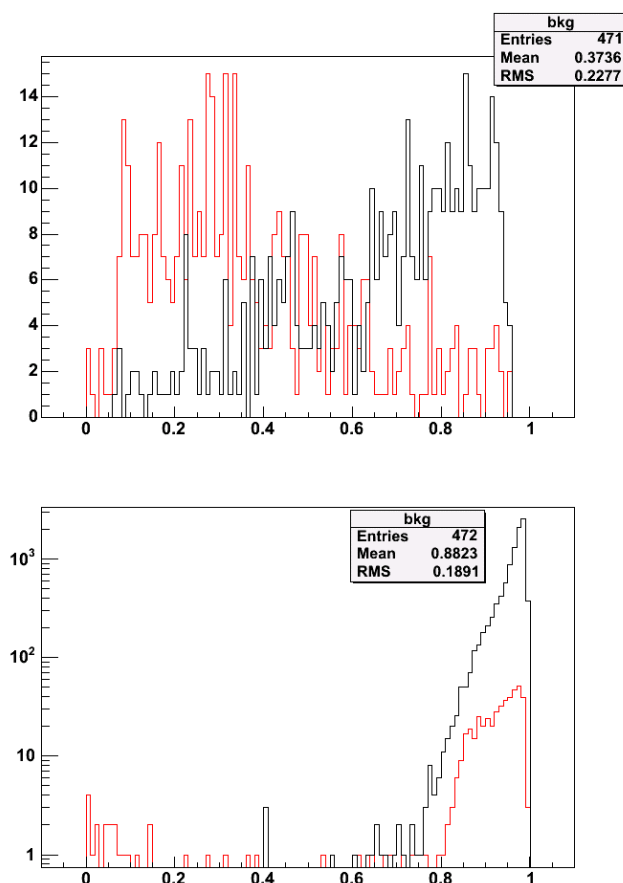 bkg
Entries 471
Mean 0.3736
RMS 0.2277
14
12
10
8
6
4
2
0
0 0.2 0.4 0.6 0.8 1
bkg
Entries 472
Mean 0.8823
RMS 0.1891
10³
10²
10
1
0 0.2 0.4 0.6 0.8 1